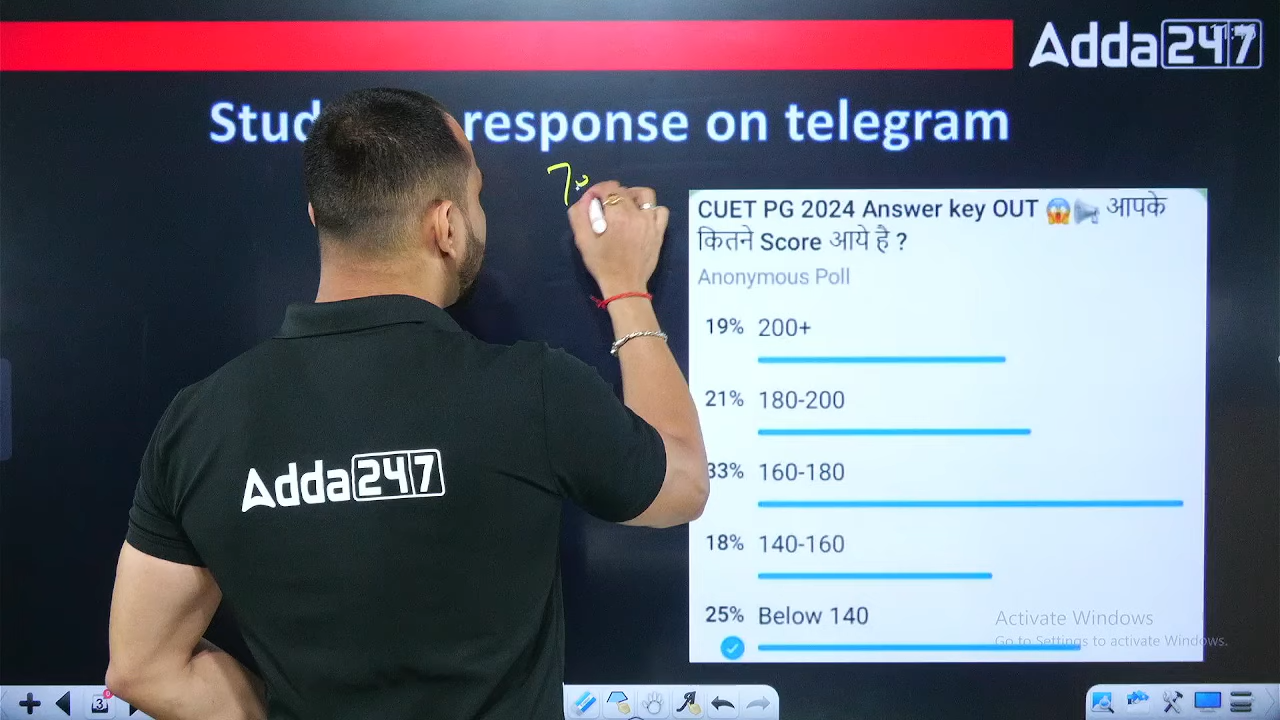 Adda247
Stud response on telegram
CUET PG 2024 Answer key OUT 😱📢 आपके
कितने Score आये है ?
Anonymous Poll
19% 200+
21% 180-200
33% 160-180
18% 140-160
25% Below 140
Adda247
Activate Windows
Go to Settings to activate Windows.
3